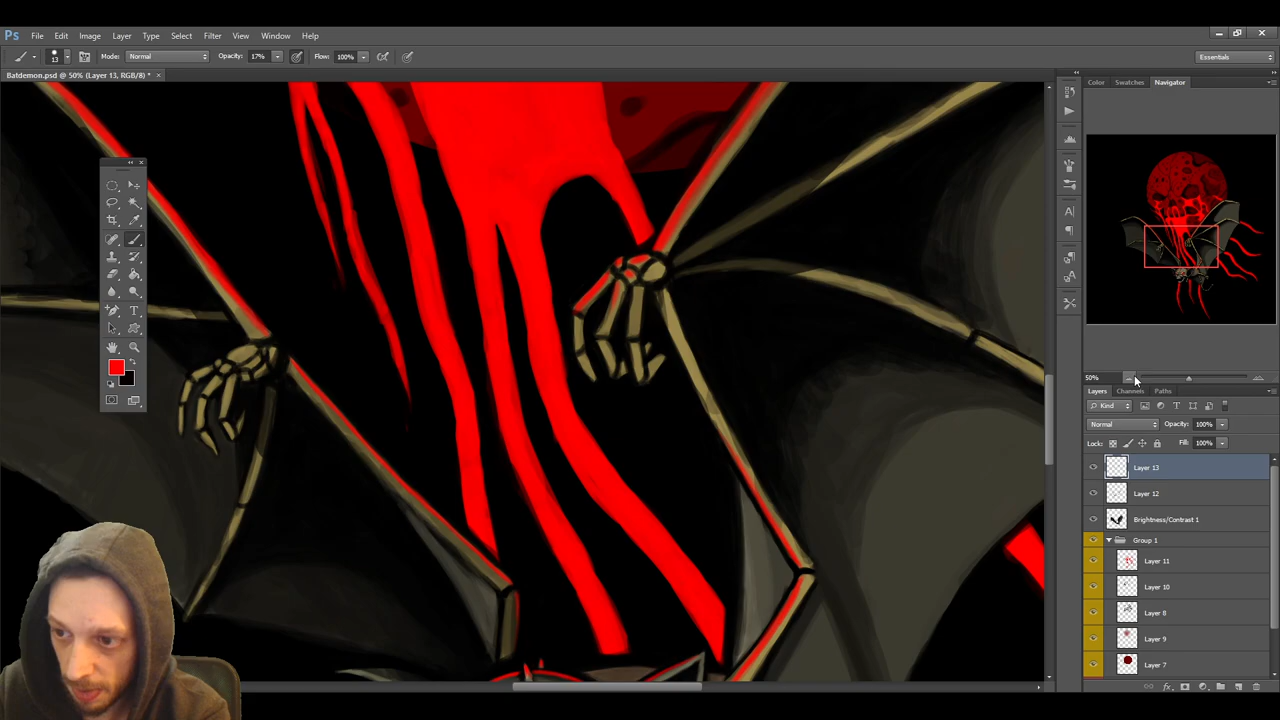 Ps File Edit Image Layer Type Select Filter View Window Help
13 Mode: Normal Opacity: 17% Flow: 100% Essentials
Batdemon.psd @ 50% (Layer 13, RGB/8) *
Color Swatches Navigator
50%
Layers Channels Paths
Kind
Normal Opacity: 100%
Lock: Fill: 100%
Layer 13
Layer 12
Brightness/Contrast 1
Group 1
Layer 11
Layer 10
Layer 8
Layer 9
Layer 7